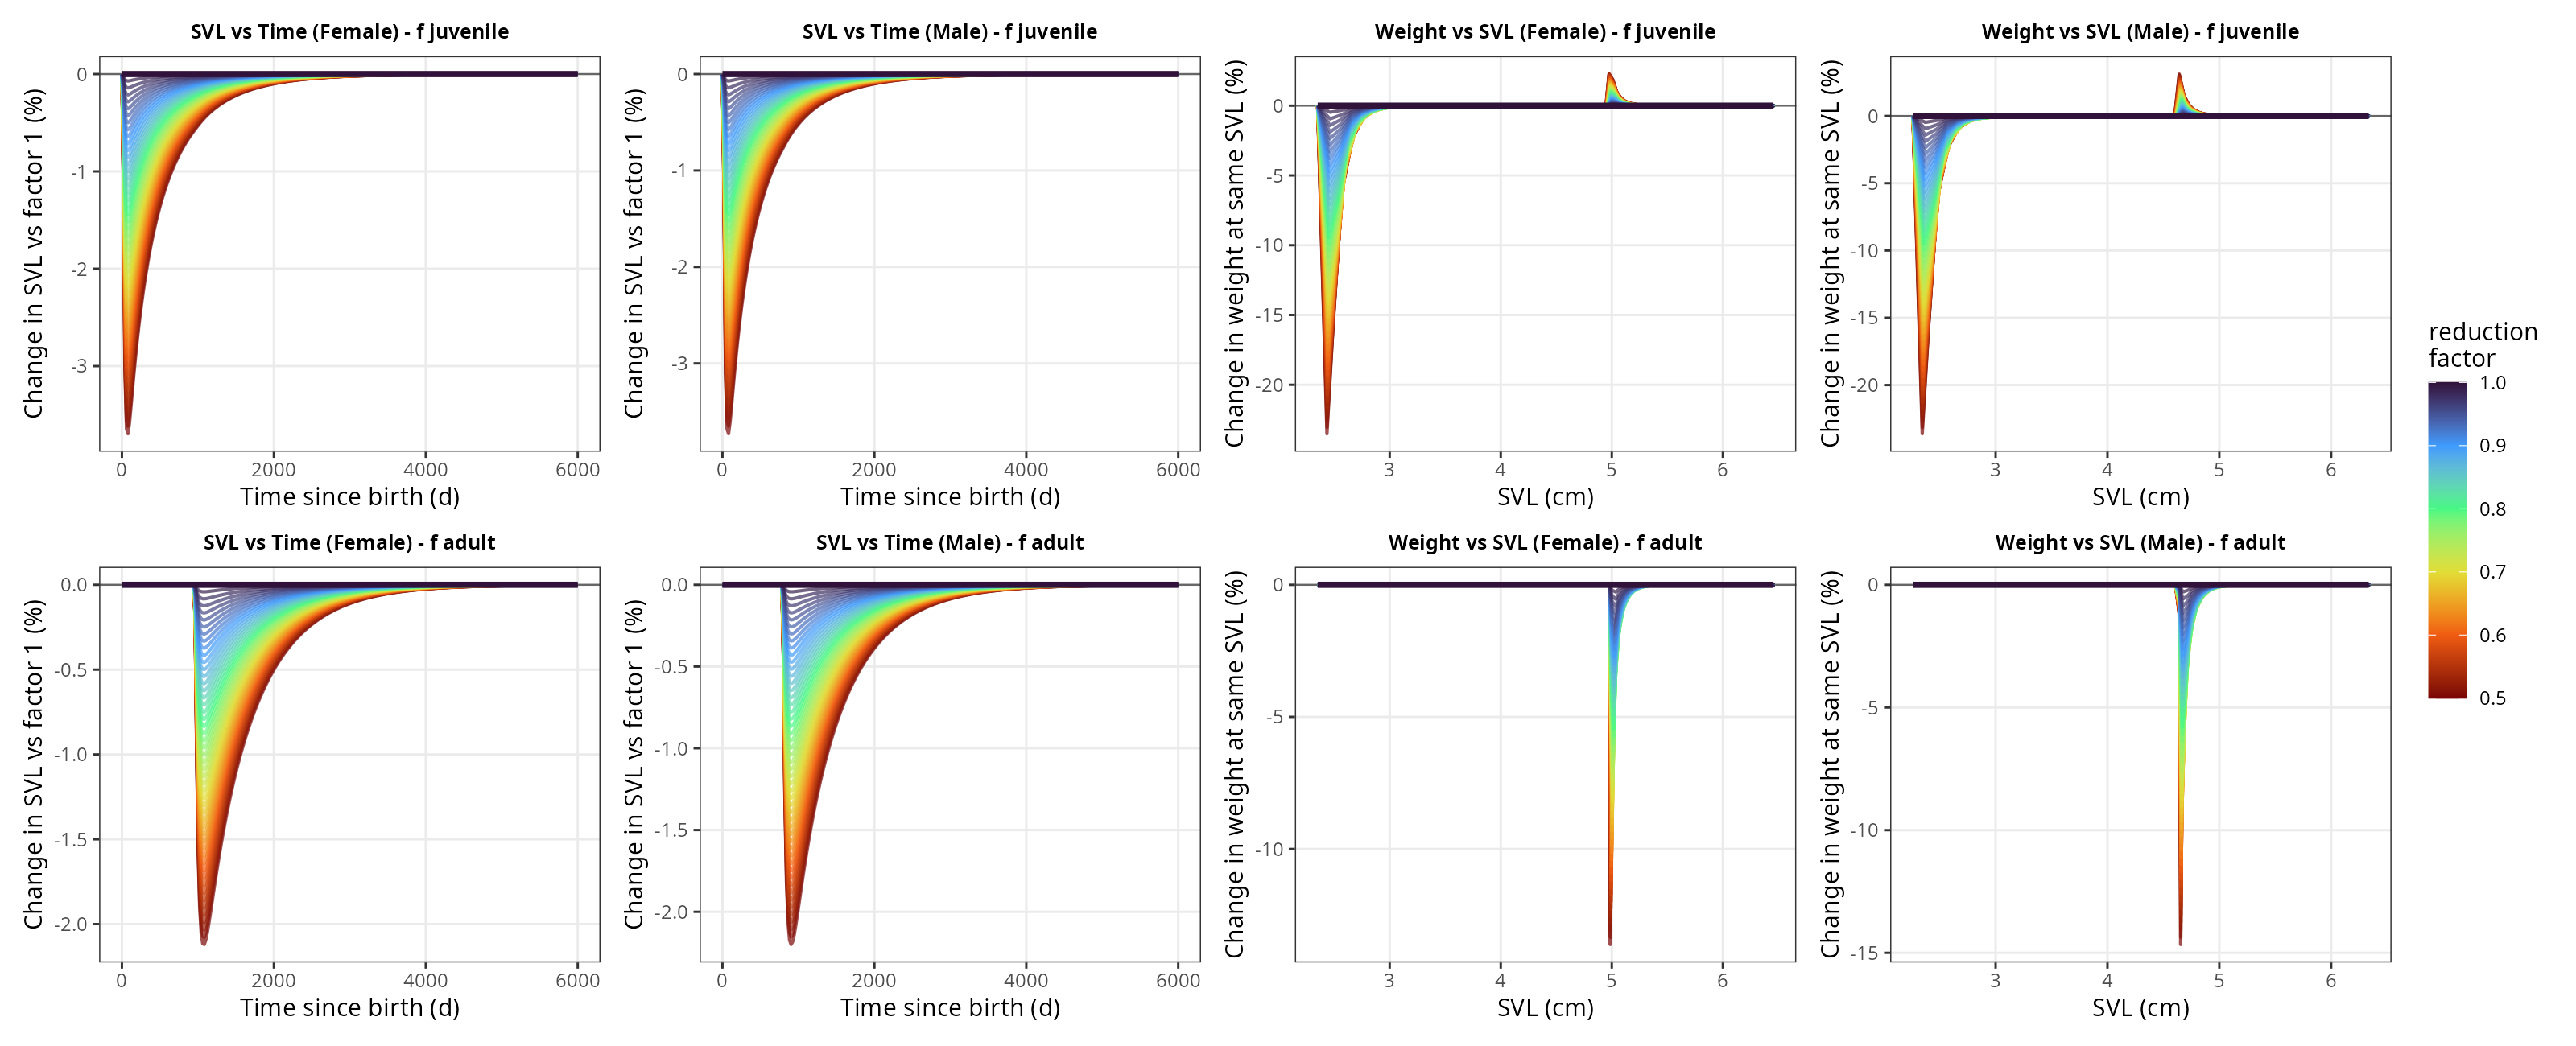 SVL vs Time (Female) - f juvenile
Change in SVL vs factor 1 (%)
0
-1
-2
-3
0 2000 4000 6000
Time since birth (d)
SVL vs Time (Male) - f juvenile
Change in SVL vs factor 1 (%)
0
-1
-2
-3
0 2000 4000 6000
Time since birth (d)
Weight vs SVL (Female) - f juvenile
Change in weight at same SVL (%)
0
-5
-10
-15
-20
3 4 5 6
SVL (cm)
Weight vs SVL (Male) - f juvenile
Change in weight at same SVL (%)
0
-5
-10
-15
-20
3 4 5 6
SVL (cm)
SVL vs Time (Female) - f adult
Change in SVL vs factor 1 (%)
0.0
-0.5
-1.0
-1.5
-2.0
0 2000 4000 6000
Time since birth (d)
SVL vs Time (Male) - f adult
Change in SVL vs factor 1 (%)
0.0
-0.5
-1.0
-1.5
-2.0
0 2000 4000 6000
Time since birth (d)
Weight vs SVL (Female) - f adult
Change in weight at same SVL (%)
0
-5
-10
3 4 5 6
SVL (cm)
Weight vs SVL (Male) - f adult
Change in weight at same SVL (%)
0
-5
-10
-15
3 4 5 6
SVL (cm)
reduction
factor
1.0
0.9
0.8
0.7
0.6
0.5